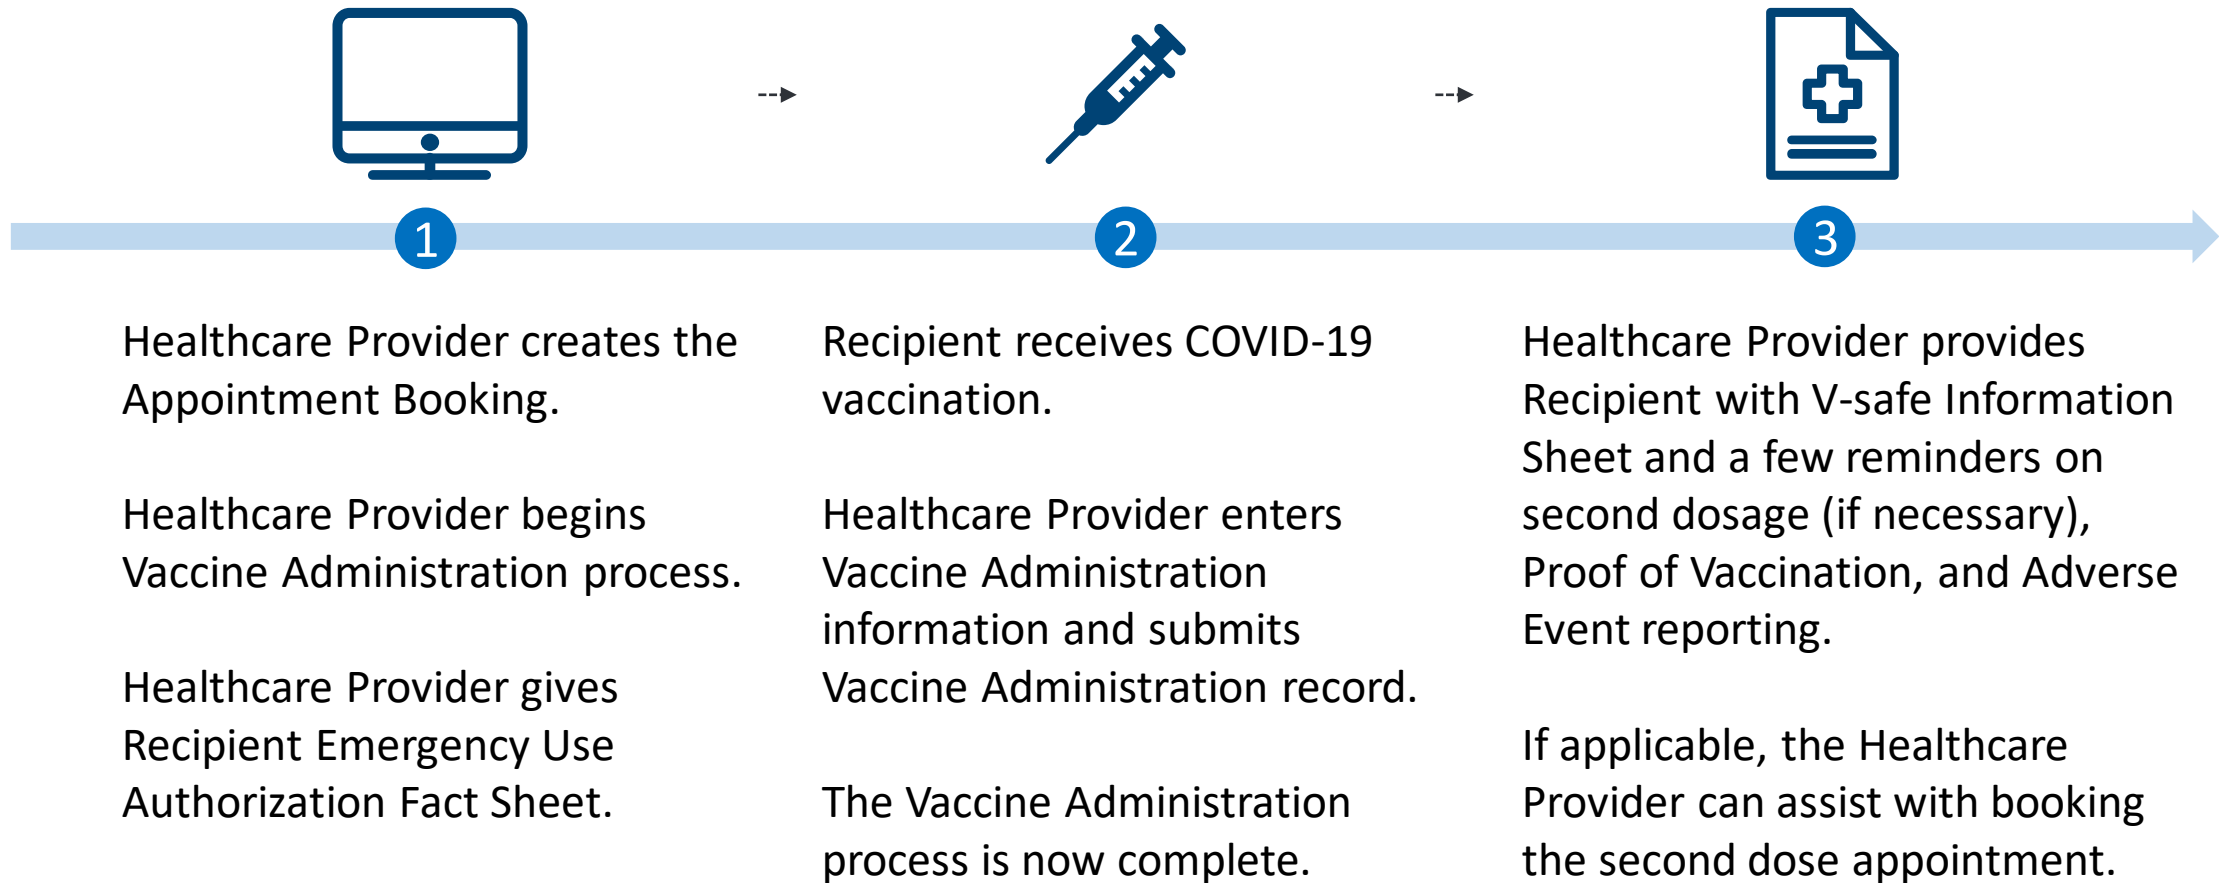 1
Healthcare Provider creates the
Appointment Booking.
Healthcare Provider begins
Vaccine Administration process.
Healthcare Provider gives
Recipient Emergency Use
Authorization Fact Sheet.
2
Recipient receives COVID-19
vaccination.
Healthcare Provider enters
Vaccine Administration
information and submits
Vaccine Administration record.
The Vaccine Administration
process is now complete.
3
Healthcare Provider provides
Recipient with V-safe Information
Sheet and a few reminders on
second dosage (if necessary),
Proof of Vaccination, and Adverse
Event reporting.
If applicable, the Healthcare
Provider can assist with booking
the second dose appointment.